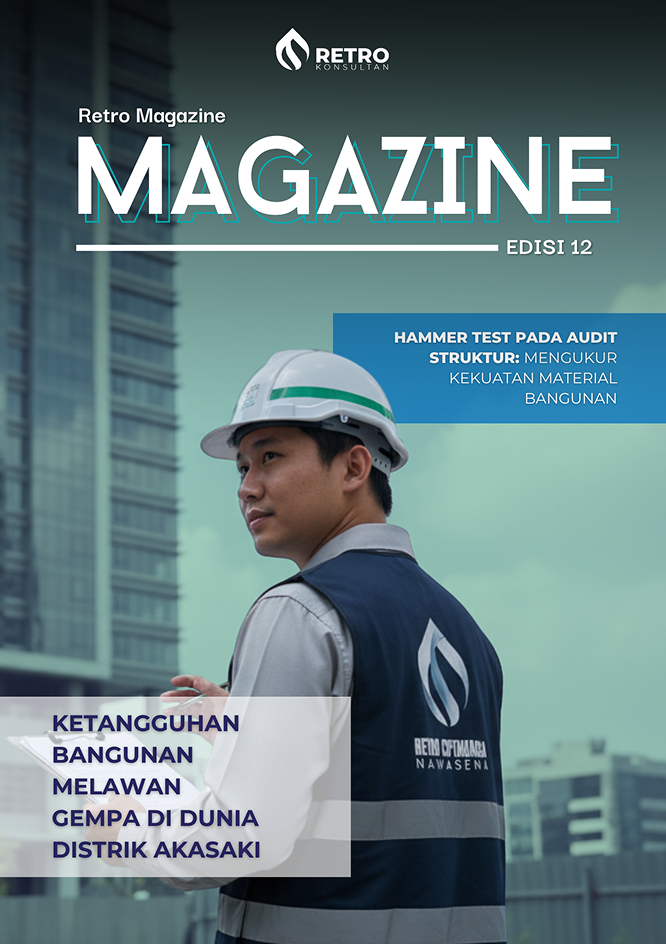 RETRO
KONSULTAN
Retro Magazine
MAGAZINE
EDISI 12
HAMMER TEST PADA AUDIT
STRUKTUR: MENGUKUR
KEKUATAN MATERIAL
BANGUNAN
NAWASENA
KETANGGUHAN
BANGUNAN
MELAWAN
GEMPA DI DUNIA
DISTRIK AKASAKI